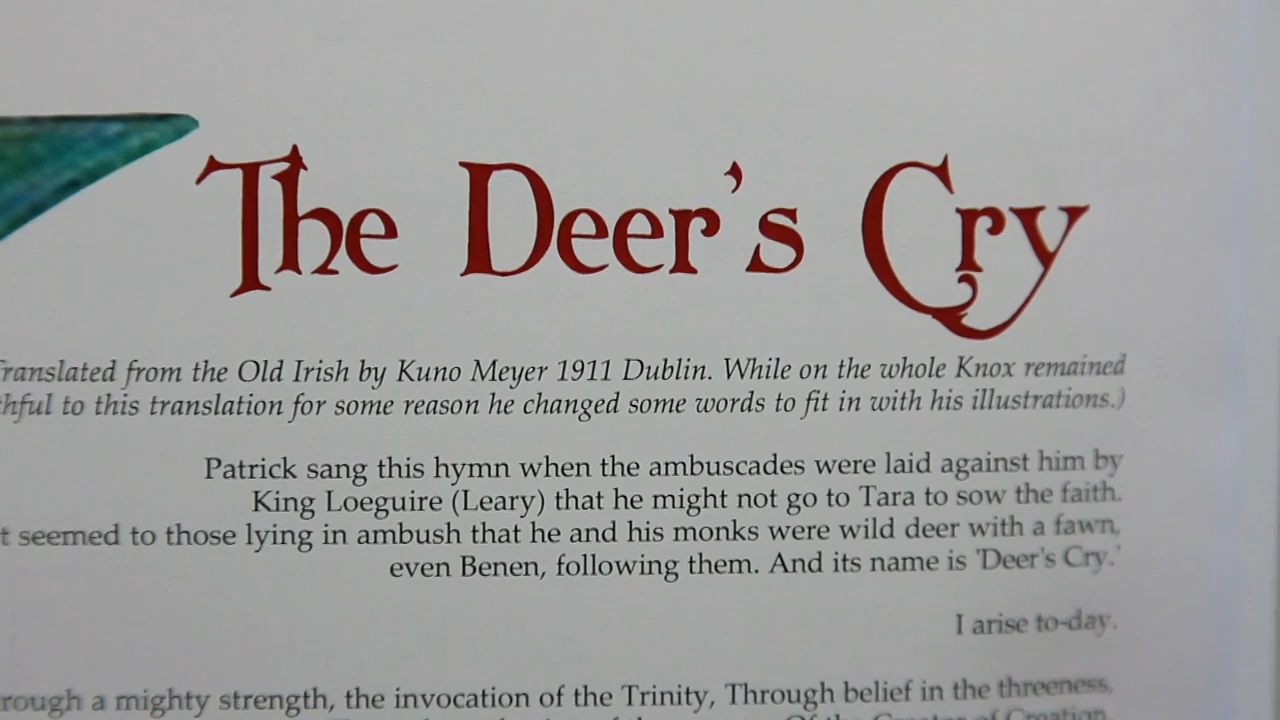 The Deer's Cry
Translated from the Old Irish by Kuno Meyer 1911 Dublin. While on the whole Knox remained
to this translation for some reason he changed some words to fit in with his illustrations.)
Patrick sang this hymn when the ambuscades were laid against him by
King Loeguire (Leary) that he might not go to Tara to sow the faith.
seemed to those lying in ambush that he and his monks were wild deer with a fawn,
even Benen, following them. And its name is 'Deer's Cry.'
I arise to-day.
a mighty strength, the invocation of the Trinity, Through belief in the threeness,
of Creation